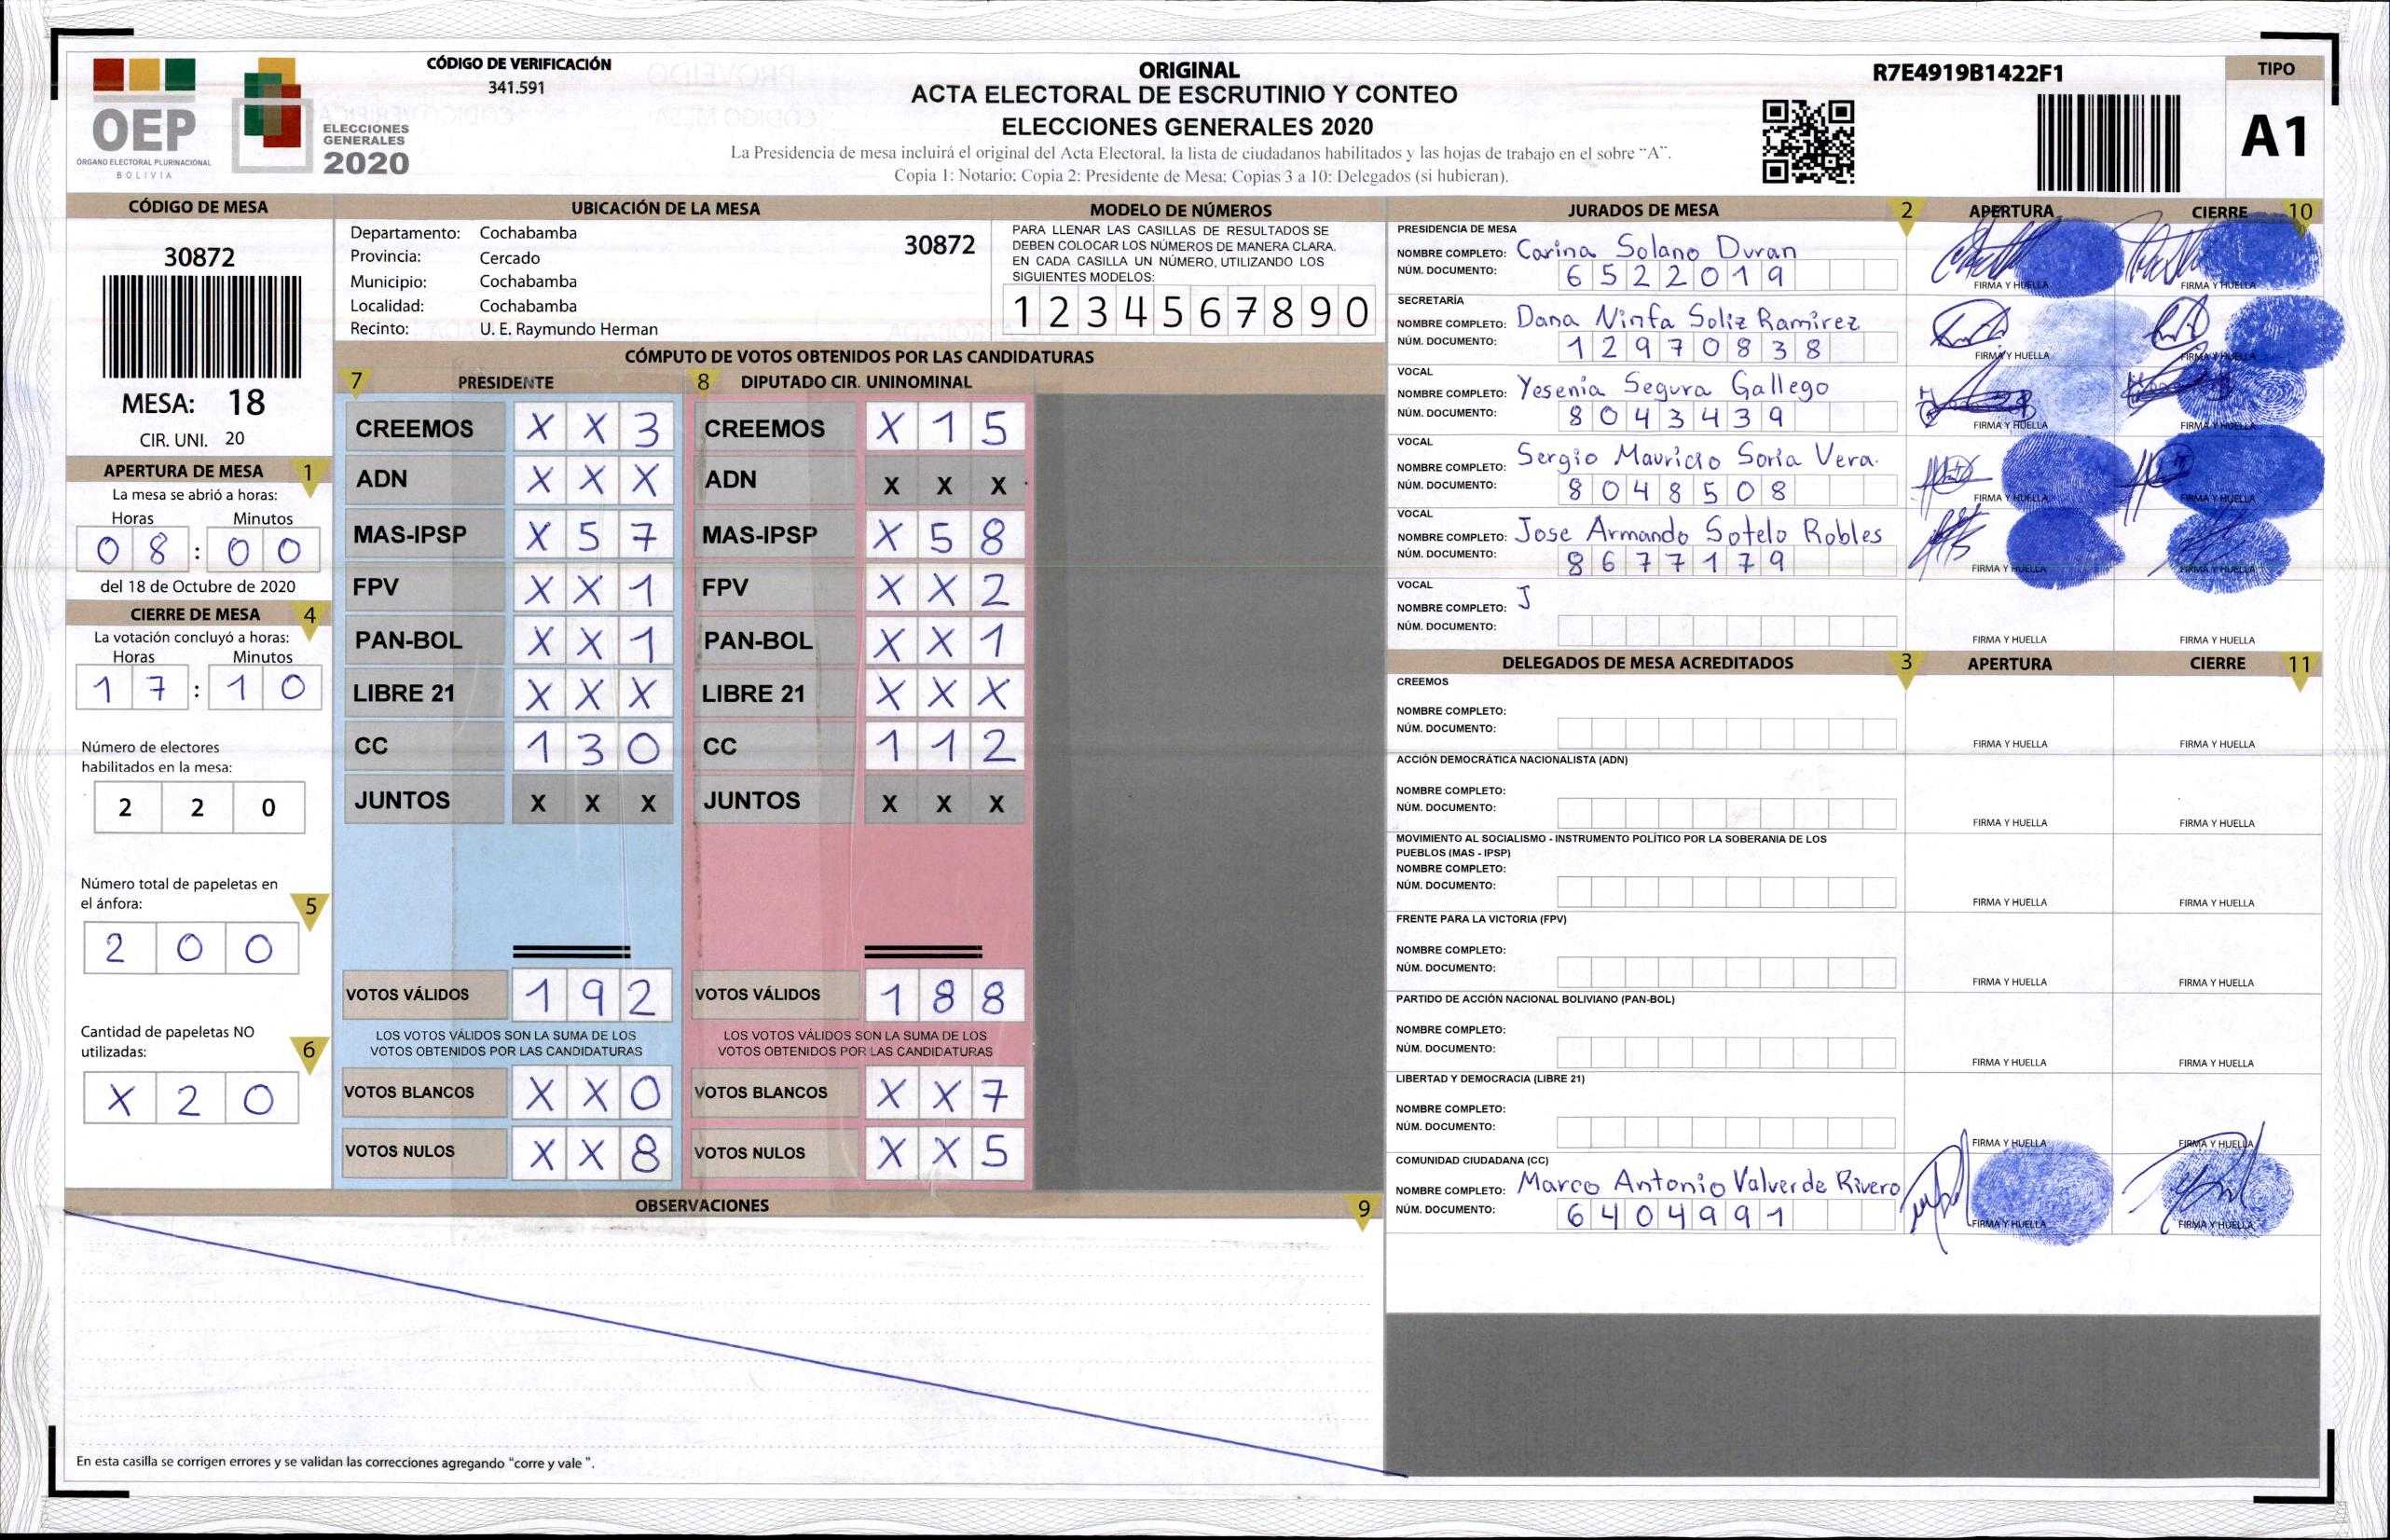 CÓDIGO DE VERIFICACIÓN
341.591
OEP
ÓRGANO ELECTORAL PLURINACIONAL
BOLIVIA
ELECCIONES
GENERALES
2020
ORIGINAL
ACTA ELECTORAL DE ESCRUTINIO Y CONTEO
ELECCIONES GENERALES 2020
La Presidencia de mesa incluirá el original del Acta Electoral, la lista de ciudadanos habilitados y las hojas de trabajo en el sobre "A".
Copia 1: Notario; Copia 2: Presidente de Mesa; Copias 3 a 10: Delegados (si hubieran).
R7E4919B1422F1
TIPO
A1
CÓDIGO DE MESA
30872
MESA: 18
CIR. UNI. 20
APERTURA DE MESA 1
La mesa se abrió a horas:
Horas Minutos
0 8 : 0 0
del 18 de Octubre de 2020
CIERRE DE MESA 4
La votación concluyó a horas:
Horas Minutos
1 7 : 1 0
Número de electores
habilitados en la mesa:
2 2 0
Número total de papeletas en
el ánfora:
5
2 0 0
Cantidad de papeletas NO
utilizadas:
6
X 2 0
UBICACIÓN DE LA MESA
Departamento: Cochabamba
30872
Provincia: Cercado
Municipio: Cochabamba
Localidad: Cochabamba
Recinto: U. E. Raymundo Herman
MODELO DE NÚMEROS
PARA LLENAR LAS CASILLAS DE RESULTADOS SE
DEBEN COLOCAR LOS NÚMEROS DE MANERA CLARA.
EN CADA CASILLA UN NÚMERO, UTILIZANDO LOS
SIGUIENTES MODELOS:
1 2 3 4 5 6 7 8 9 0
CÓMPUTO DE VOTOS OBTENIDOS POR LAS CANDIDATURAS
7 PRESIDENTE
CREEMOS X X 3
ADN X X X
MAS-IPSP X 5 7
FPV X X 1
PAN-BOL X X 1
LIBRE 21 X X X
CC 1 3 0
JUNTOS X X X
VOTOS VÁLIDOS 1 9 2
LOS VOTOS VÁLIDOS SON LA SUMA DE LOS
VOTOS OBTENIDOS POR LAS CANDIDATURAS
VOTOS BLANCOS X X 0
VOTOS NULOS X X 8
8 DIPUTADO CIR. UNINOMINAL
CREEMOS X 1 5
ADN X X X
MAS-IPSP X 5 8
FPV X X 2
PAN-BOL X X 1
LIBRE 21 X X X
CC 1 1 2
JUNTOS X X X
VOTOS VÁLIDOS 1 8 8
LOS VOTOS VÁLIDOS SON LA SUMA DE LOS
VOTOS OBTENIDOS POR LAS CANDIDATURAS
VOTOS BLANCOS X X 7
VOTOS NULOS X X 5
OBSERVACIONES 9
En esta casilla se corrigen errores y se validan las correcciones agregando "corre y vale ".
JURADOS DE MESA 2 APERTURA CIERRE 10
PRESIDENCIA DE MESA
NOMBRE COMPLETO: Carina Solano Duran
NÚM. DOCUMENTO: 6 5 2 2 0 1 9
FIRMA Y HUELLA FIRMA Y HUELLA
SECRETARÍA
NOMBRE COMPLETO: Dana Ninfa Soliz Ramirez
NÚM. DOCUMENTO: 1 2 9 7 0 8 3 8
FIRMA Y HUELLA FIRMA Y HUELLA
VOCAL
NOMBRE COMPLETO: Yesenia Segura Gallego
NÚM. DOCUMENTO: 8 0 4 3 4 3 9
FIRMA Y HUELLA FIRMA Y HUELLA
VOCAL
NOMBRE COMPLETO: Sergio Mauricio Soria Vera.
NÚM. DOCUMENTO: 8 0 4 8 5 0 8
FIRMA Y HUELLA FIRMA Y HUELLA
VOCAL
NOMBRE COMPLETO: Jose Armando Sotelo Robles
NÚM. DOCUMENTO: 8 6 7 7 1 7 9
FIRMA Y HUELLA FIRMA Y HUELLA
VOCAL
NOMBRE COMPLETO: J
NÚM. DOCUMENTO:
FIRMA Y HUELLA FIRMA Y HUELLA
DELEGADOS DE MESA ACREDITADOS 3 APERTURA CIERRE 11
CREEMOS
NOMBRE COMPLETO:
NÚM. DOCUMENTO:
FIRMA Y HUELLA FIRMA Y HUELLA
ACCIÓN DEMOCRÁTICA NACIONALISTA (ADN)
NOMBRE COMPLETO:
NÚM. DOCUMENTO:
FIRMA Y HUELLA FIRMA Y HUELLA
MOVIMIENTO AL SOCIALISMO - INSTRUMENTO POLÍTICO POR LA SOBERANIA DE LOS
PUEBLOS (MAS - IPSP)
NOMBRE COMPLETO:
NÚM. DOCUMENTO:
FIRMA Y HUELLA FIRMA Y HUELLA
FRENTE PARA LA VICTORIA (FPV)
NOMBRE COMPLETO:
NÚM. DOCUMENTO:
FIRMA Y HUELLA FIRMA Y HUELLA
PARTIDO DE ACCIÓN NACIONAL BOLIVIANO (PAN-BOL)
NOMBRE COMPLETO:
NÚM. DOCUMENTO:
FIRMA Y HUELLA FIRMA Y HUELLA
LIBERTAD Y DEMOCRACIA (LIBRE 21)
NOMBRE COMPLETO:
NÚM. DOCUMENTO:
FIRMA Y HUELLA FIRMA Y HUELLA
COMUNIDAD CIUDADANA (CC)
NOMBRE COMPLETO: Marco Antonio Valverde Rivero
NÚM. DOCUMENTO: 6 4 0 4 9 9 1
FIRMA Y HUELLA FIRMA Y HUELLA